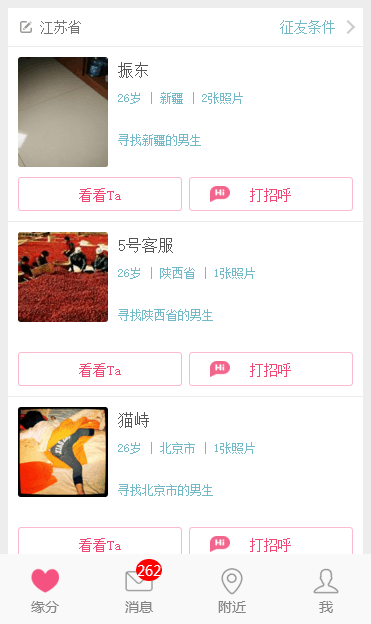 江苏省 征友条件
振东
26岁 | 新疆 | 2张照片
寻找新疆的男生
看看Ta Hi 打招呼
5号客服
26岁 | 陕西省 | 1张照片
寻找陕西省的男生
看看Ta Hi 打招呼
猫峙
26岁 | 北京市 | 1张照片
寻找北京市的男生
看看Ta Hi 打招呼
262
缘分 消息 附近 我